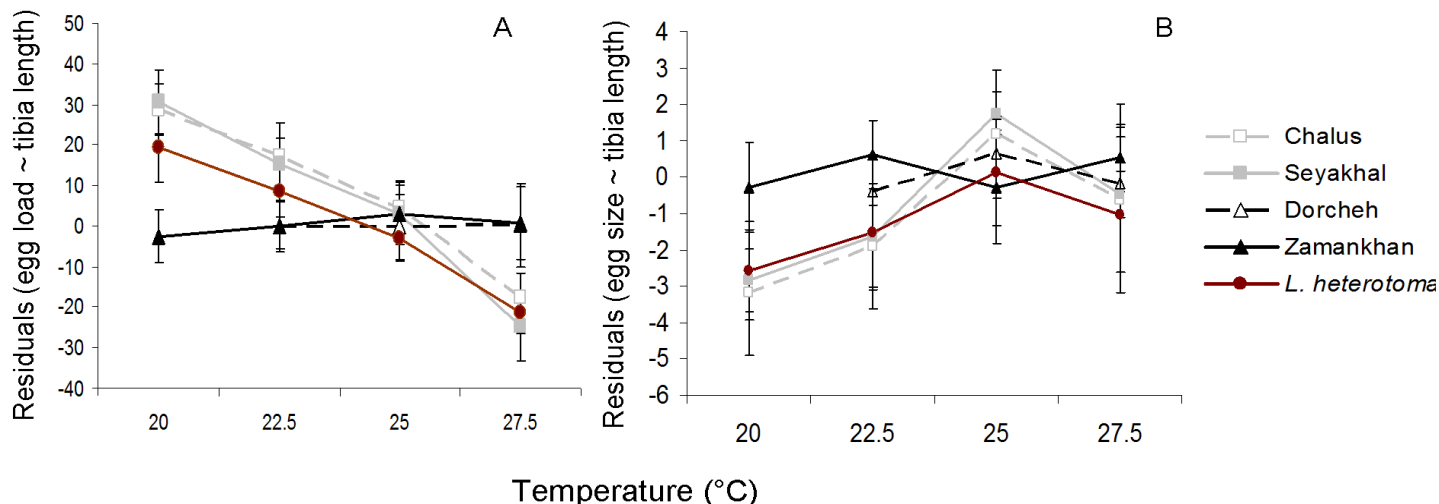 A
Residuals (egg load ~ tibia length)
50
40
30
20
10
0
-10
-20
-30
-40
20 22.5 25 27.5
B
Residuals (egg size ~ tibia length)
4
3
2
1
0
-1
-2
-3
-4
-5
-6
20 22.5 25 27.5
Temperature (°C)
Chalus
Seyakhal
Dorcheh
Zamankhan
L. heterotoma